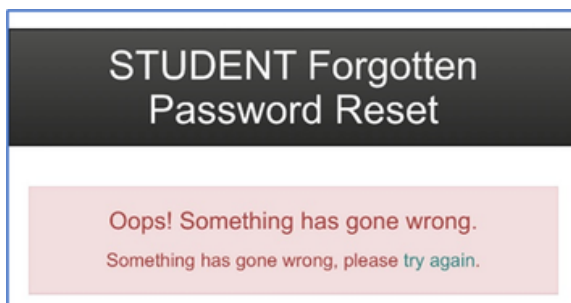 STUDENT Forgotten
Password Reset
Oops! Something has gone wrong.
Something has gone wrong, please try again.